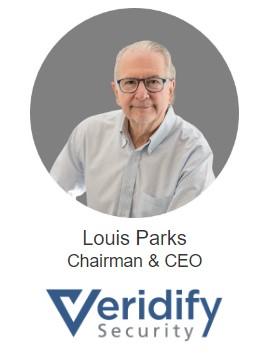 Louis Parks
Chairman & CEO
Veridify
Security